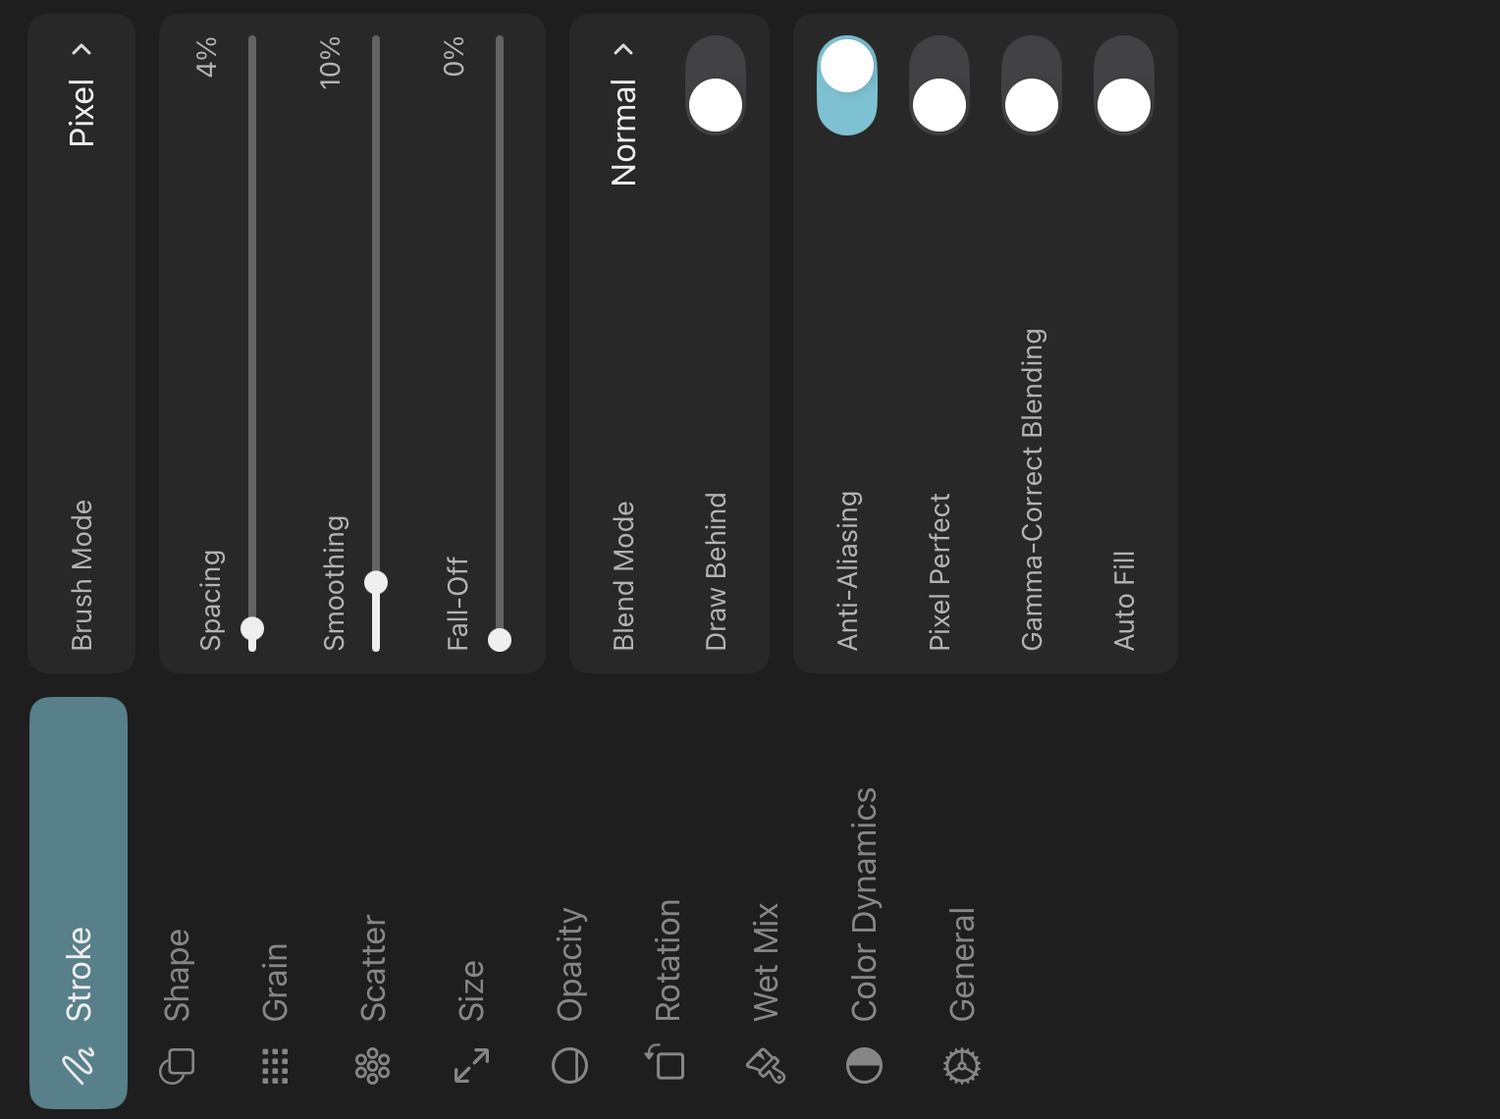 Stroke
Shape
Grain
Scatter
Size
Opacity
Rotation
Wet Mix
Color Dynamics
General
Brush Mode Pixel
Spacing 4%
Smoothing 10%
Fall-Off 0%
Blend Mode Normal
Draw Behind
Anti-Aliasing
Pixel Perfect
Gamma-Correct Blending
Auto Fill